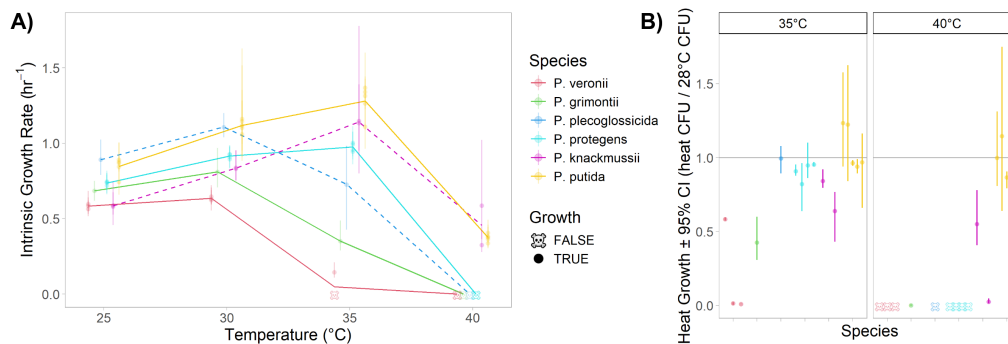 A)
Intrinsic Growth Rate (hr⁻¹)
1.5
1.0
0.5
0.0
25
30
35
40
Temperature (°C)
Species
P. veronii
P. grimontii
P. plecoglossicida
P. protegens
P. knackmussii
P. putida
Growth
FALSE
TRUE
B)
Heat Growth ± 95% CI (heat CFU / 28°C CFU)
35°C
40°C
1.5
1.0
0.5
0.0
Species